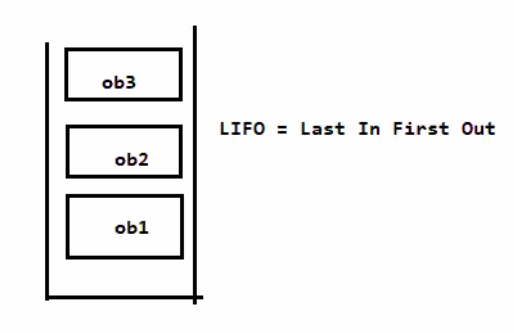 ob3
LIFO = Last In First Out
ob2
ob1